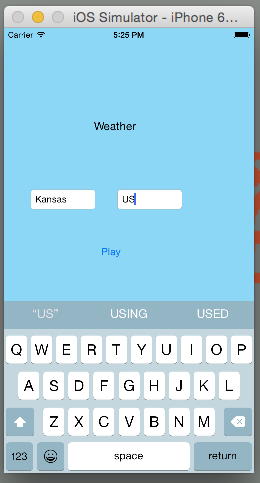 iOS Simulator - iPhone 6...
Carrier 5:25 PM
Weather
Kansas US
Play
“US” USING USED
Q W E R T Y U I O P
A S D F G H J K L
Z X C V B N M
123 space return